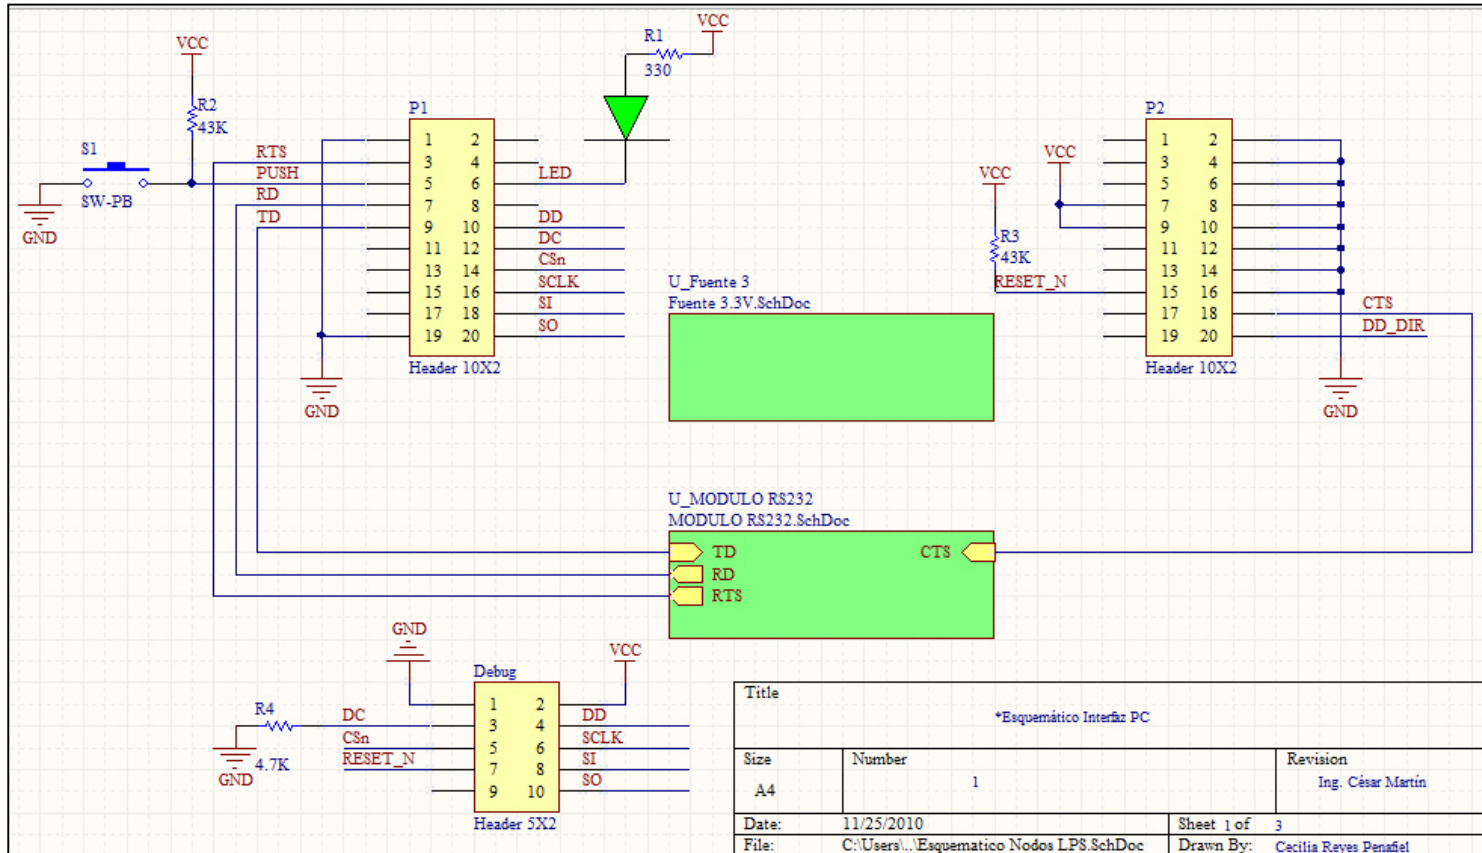 VCC
R1
330
VCC
R2
43K
S1
SW-PB
GND
RTS
PUSH
RD
TD
P1
1 2
3 4
5 6
7 8
9 10
11 12
13 14
15 16
17 18
19 20
Header 10X2
GND
LED
DD
DC
CSn
SCLK
SI
SO
U_Fuente 3
Fuente 3.3V.SchDoc
VCC
R3
43K
RESET_N
VCC
P2
1 2
3 4
5 6
7 8
9 10
11 12
13 14
15 16
17 18
19 20
Header 10X2
CTS
DD_DIR
GND
U_MODULO RS232
MODULO RS232.SchDoc
TD
RD
RTS
CTS
GND
Debug
VCC
R4
4.7K
GND
DC
CSn
RESET_N
1 2
3 4
5 6
7 8
9 10
Header 5X2
DD
SCLK
SI
SO
Title
*Esquemático Interfaz PC
Size
A4
Number
1
Revision
Ing. César Martín
Date: 11/25/2010
Sheet 1 of 3
File: C:\Users\..\Esquematico Nodos LPS.SchDoc
Drawn By: Cecilia Reyes Penafiel